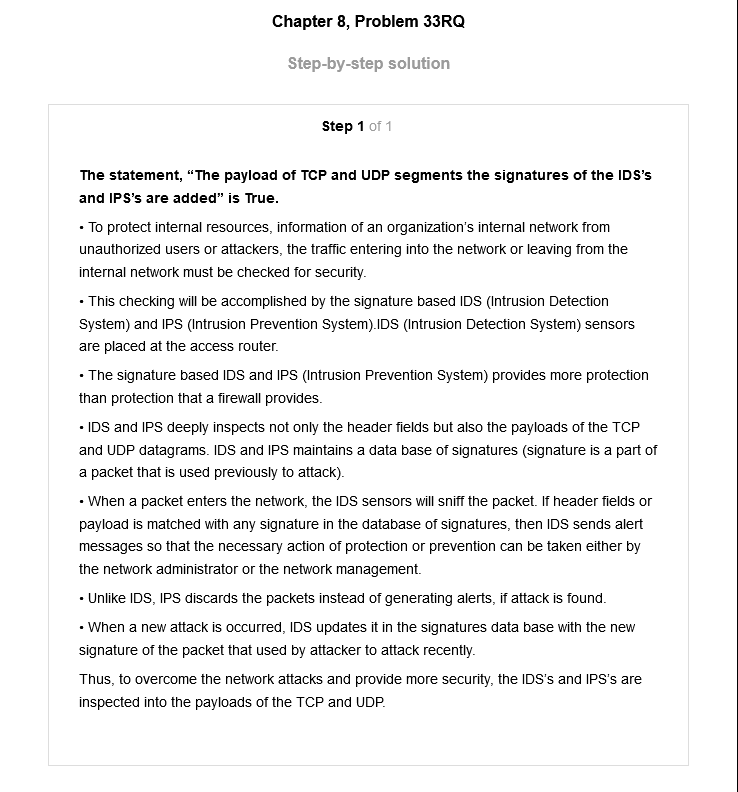 Chapter 8, Problem 33RQ
Step-by-step solution
Step 1 of 1
The statement, “The payload of TCP and UDP segments the signatures of the IDS’s
and IPS’s are added” is True.
• To protect internal resources, information of an organization’s internal network from
unauthorized users or attackers, the traffic entering into the network or leaving from the
internal network must be checked for security.
• This checking will be accomplished by the signature based IDS (Intrusion Detection
System) and IPS (Intrusion Prevention System).IDS (Intrusion Detection System) sensors
are placed at the access router.
• The signature based IDS and IPS (Intrusion Prevention System) provides more protection
than protection that a firewall provides.
• IDS and IPS deeply inspects not only the header fields but also the payloads of the TCP
and UDP datagrams. IDS and IPS maintains a data base of signatures (signature is a part of
a packet that is used previously to attack).
• When a packet enters the network, the IDS sensors will sniff the packet. If header fields or
payload is matched with any signature in the database of signatures, then IDS sends alert
messages so that the necessary action of protection or prevention can be taken either by
the network administrator or the network management.
• Unlike IDS, IPS discards the packets instead of generating alerts, if attack is found.
• When a new attack is occurred, IDS updates it in the signatures data base with the new
signature of the packet that used by attacker to attack recently.
Thus, to overcome the network attacks and provide more security, the IDS’s and IPS’s are
inspected into the payloads of the TCP and UDP.